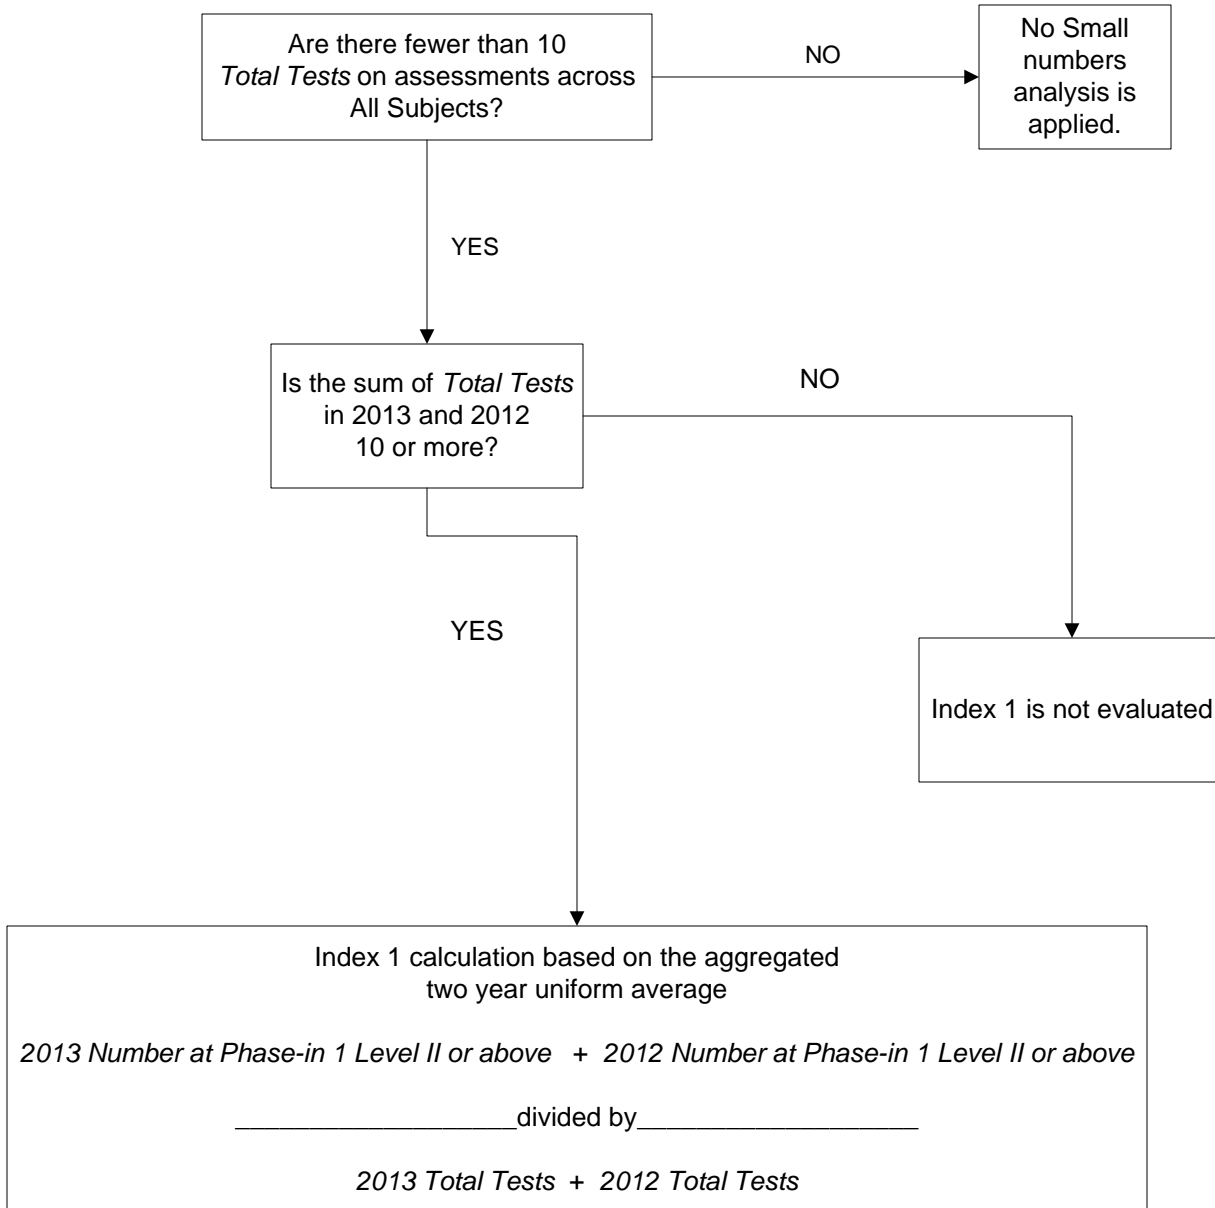 Are there fewer than 10
Total Tests on assessments across
All Subjects?
NO
No Small
numbers
analysis is
applied.
YES
Is the sum of Total Tests
in 2013 and 2012
10 or more?
NO
YES
Index 1 is not evaluated
Index 1 calculation based on the aggregated
two year uniform average
2013 Number at Phase-in 1 Level II or above + 2012 Number at Phase-in 1 Level II or above
____________________divided by____________________
2013 Total Tests + 2012 Total Tests